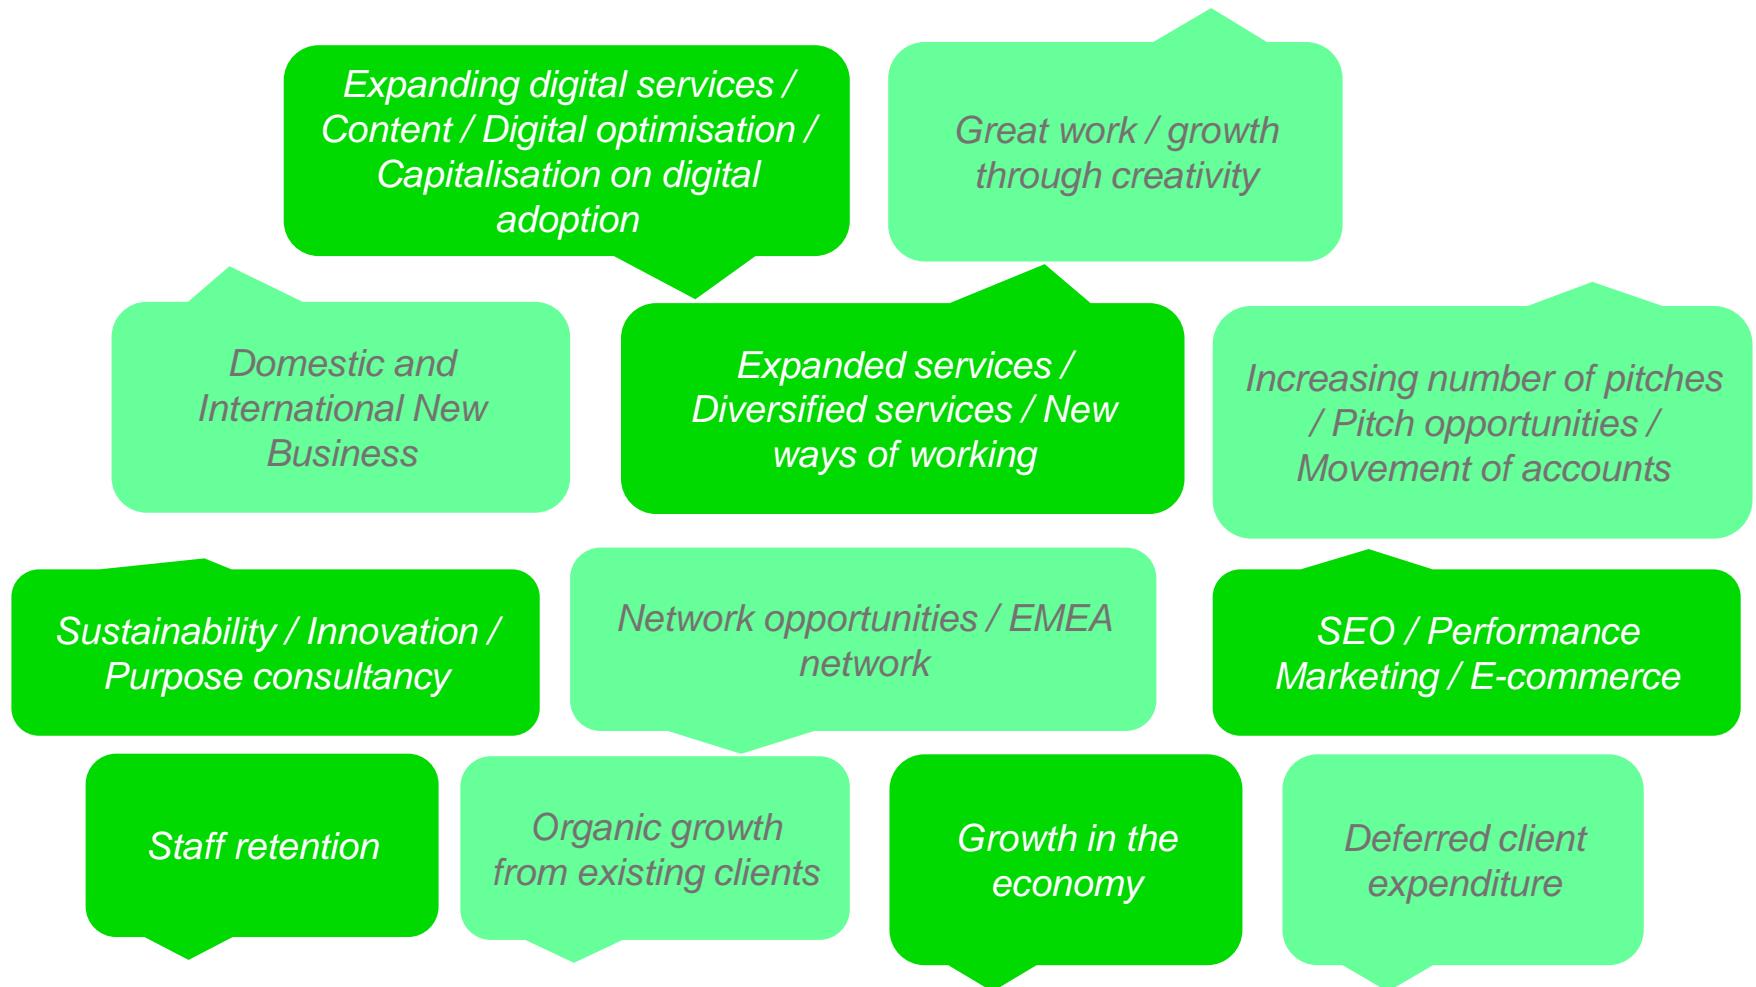 Expanding digital services /
Content / Digital optimisation /
Capitalisation on digital
adoption
Great work / growth
through creativity
Domestic and
International New
Business
Expanded services /
Diversified services / New
ways of working
Increasing number of pitches
/ Pitch opportunities /
Movement of accounts
Sustainability / Innovation /
Purpose consultancy
Network opportunities / EMEA
network
SEO / Performance
Marketing / E-commerce
Staff retention
Organic growth
from existing clients
Growth in the
economy
Deferred client
expenditure